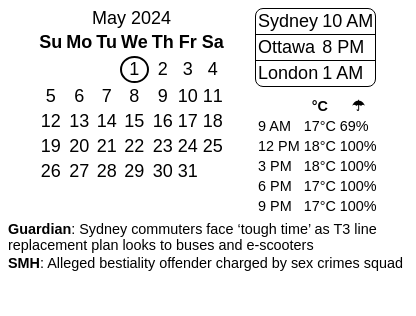 May 2024
Su Mo Tu We Th Fr Sa
1 2 3 4
5 6 7 8 9 10 11
12 13 14 15 16 17 18
19 20 21 22 23 24 25
26 27 28 29 30 31
Sydney 10 AM
Ottawa 8 PM
London 1 AM
°C ☂
9 AM 17°C 69%
12 PM 18°C 100%
3 PM 18°C 100%
6 PM 17°C 100%
9 PM 17°C 100%
Guardian: Sydney commuters face ‘tough time’ as T3 line
replacement plan looks to buses and e-scooters
SMH: Alleged bestiality offender charged by sex crimes squad